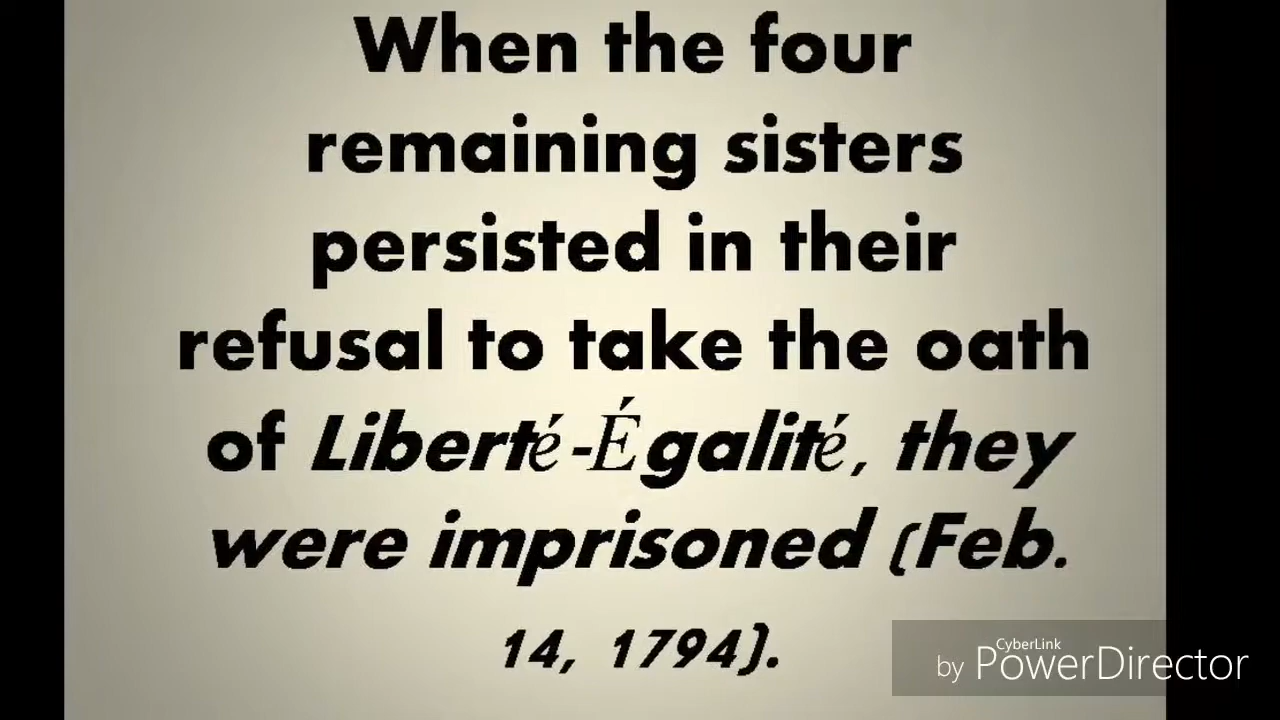 When the four
remaining sisters
persisted in their
refusal to take the oath
of Liberté-Égalité, they
were imprisoned (Feb.
14, 1794).
CyberLink
by PowerDirector